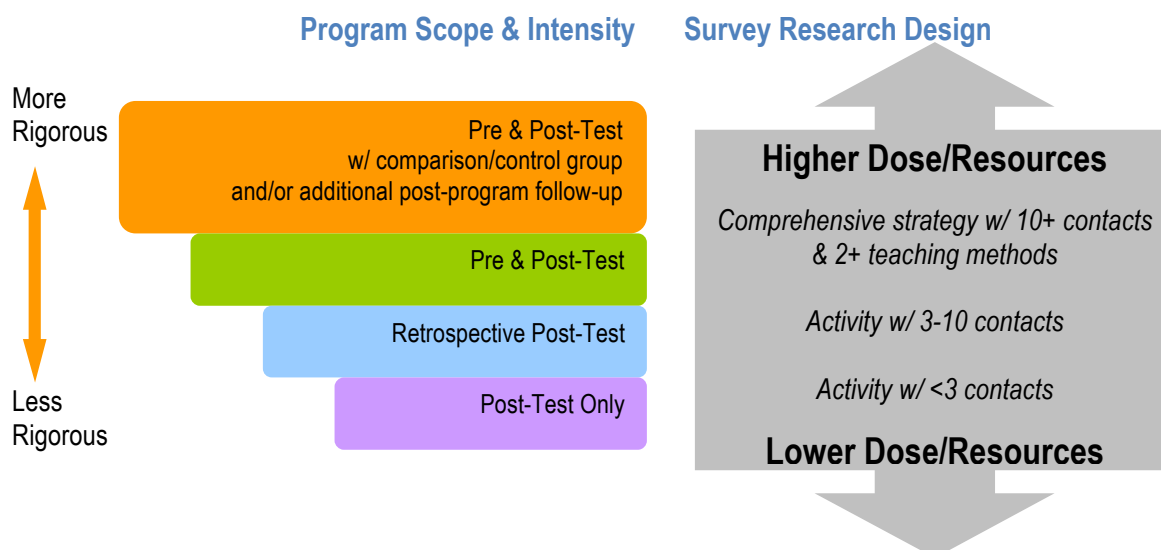 Program Scope & Intensity
Survey Research Design
More
Rigorous
Pre & Post-Test
w/ comparison/control group
and/or additional post-program follow-up
Pre & Post-Test
Retrospective Post-Test
Post-Test Only
Less
Rigorous
Higher Dose/Resources
Comprehensive strategy w/ 10+ contacts
& 2+ teaching methods
Activity w/ 3-10 contacts
Activity w/ <3 contacts
Lower Dose/Resources